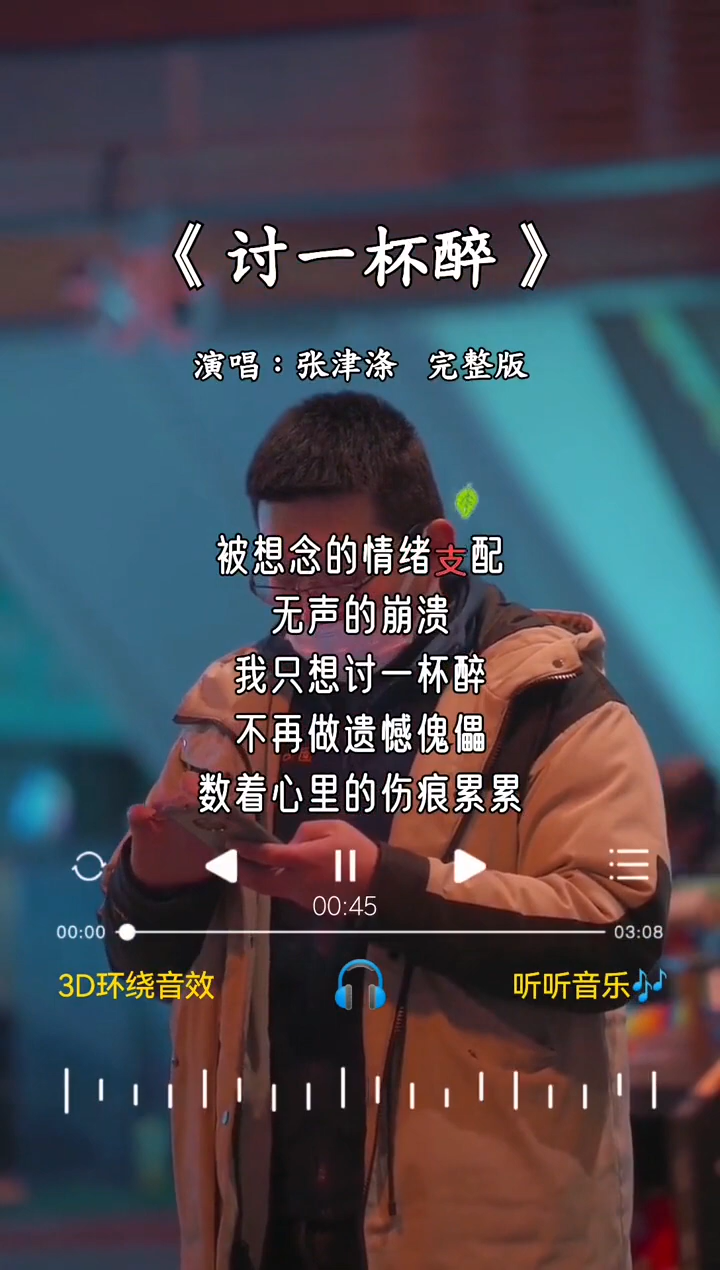 《讨一杯醉》
演唱：张津涤 完整版
被想念的情绪支配
无声的崩溃
我只想讨一杯醉
不再做遗憾傀儡
数着心里的伤痕累累
00:45
00:00 03:08
3D环绕音效 听听音乐